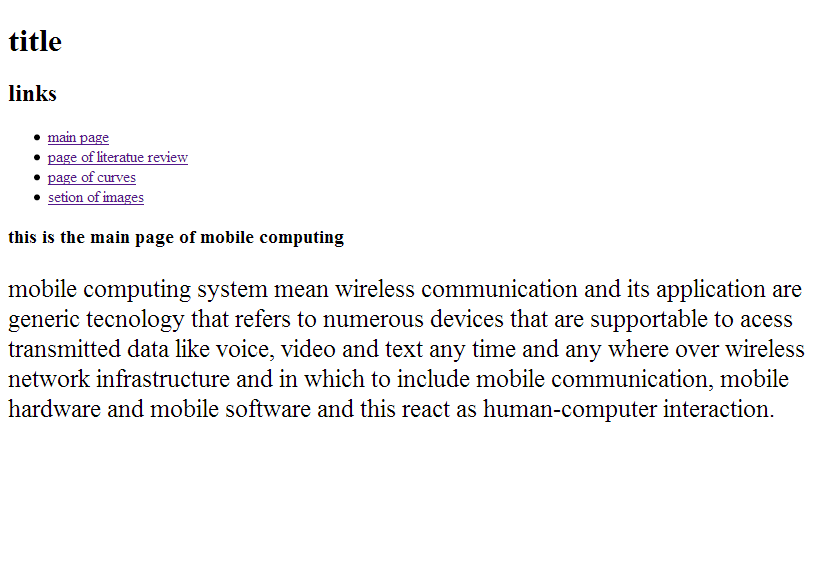 title
links
main page
page of literatue review
page of curves
setion of images
this is the main page of mobile computing
mobile computing system mean wireless communication and its application are
generic tecnology that refers to numerous devices that are supportable to acess
transmitted data like voice, video and text any time and any where over wireless
network infrastructure and in which to include mobile communication, mobile
hardware and mobile software and this react as human-computer interaction.